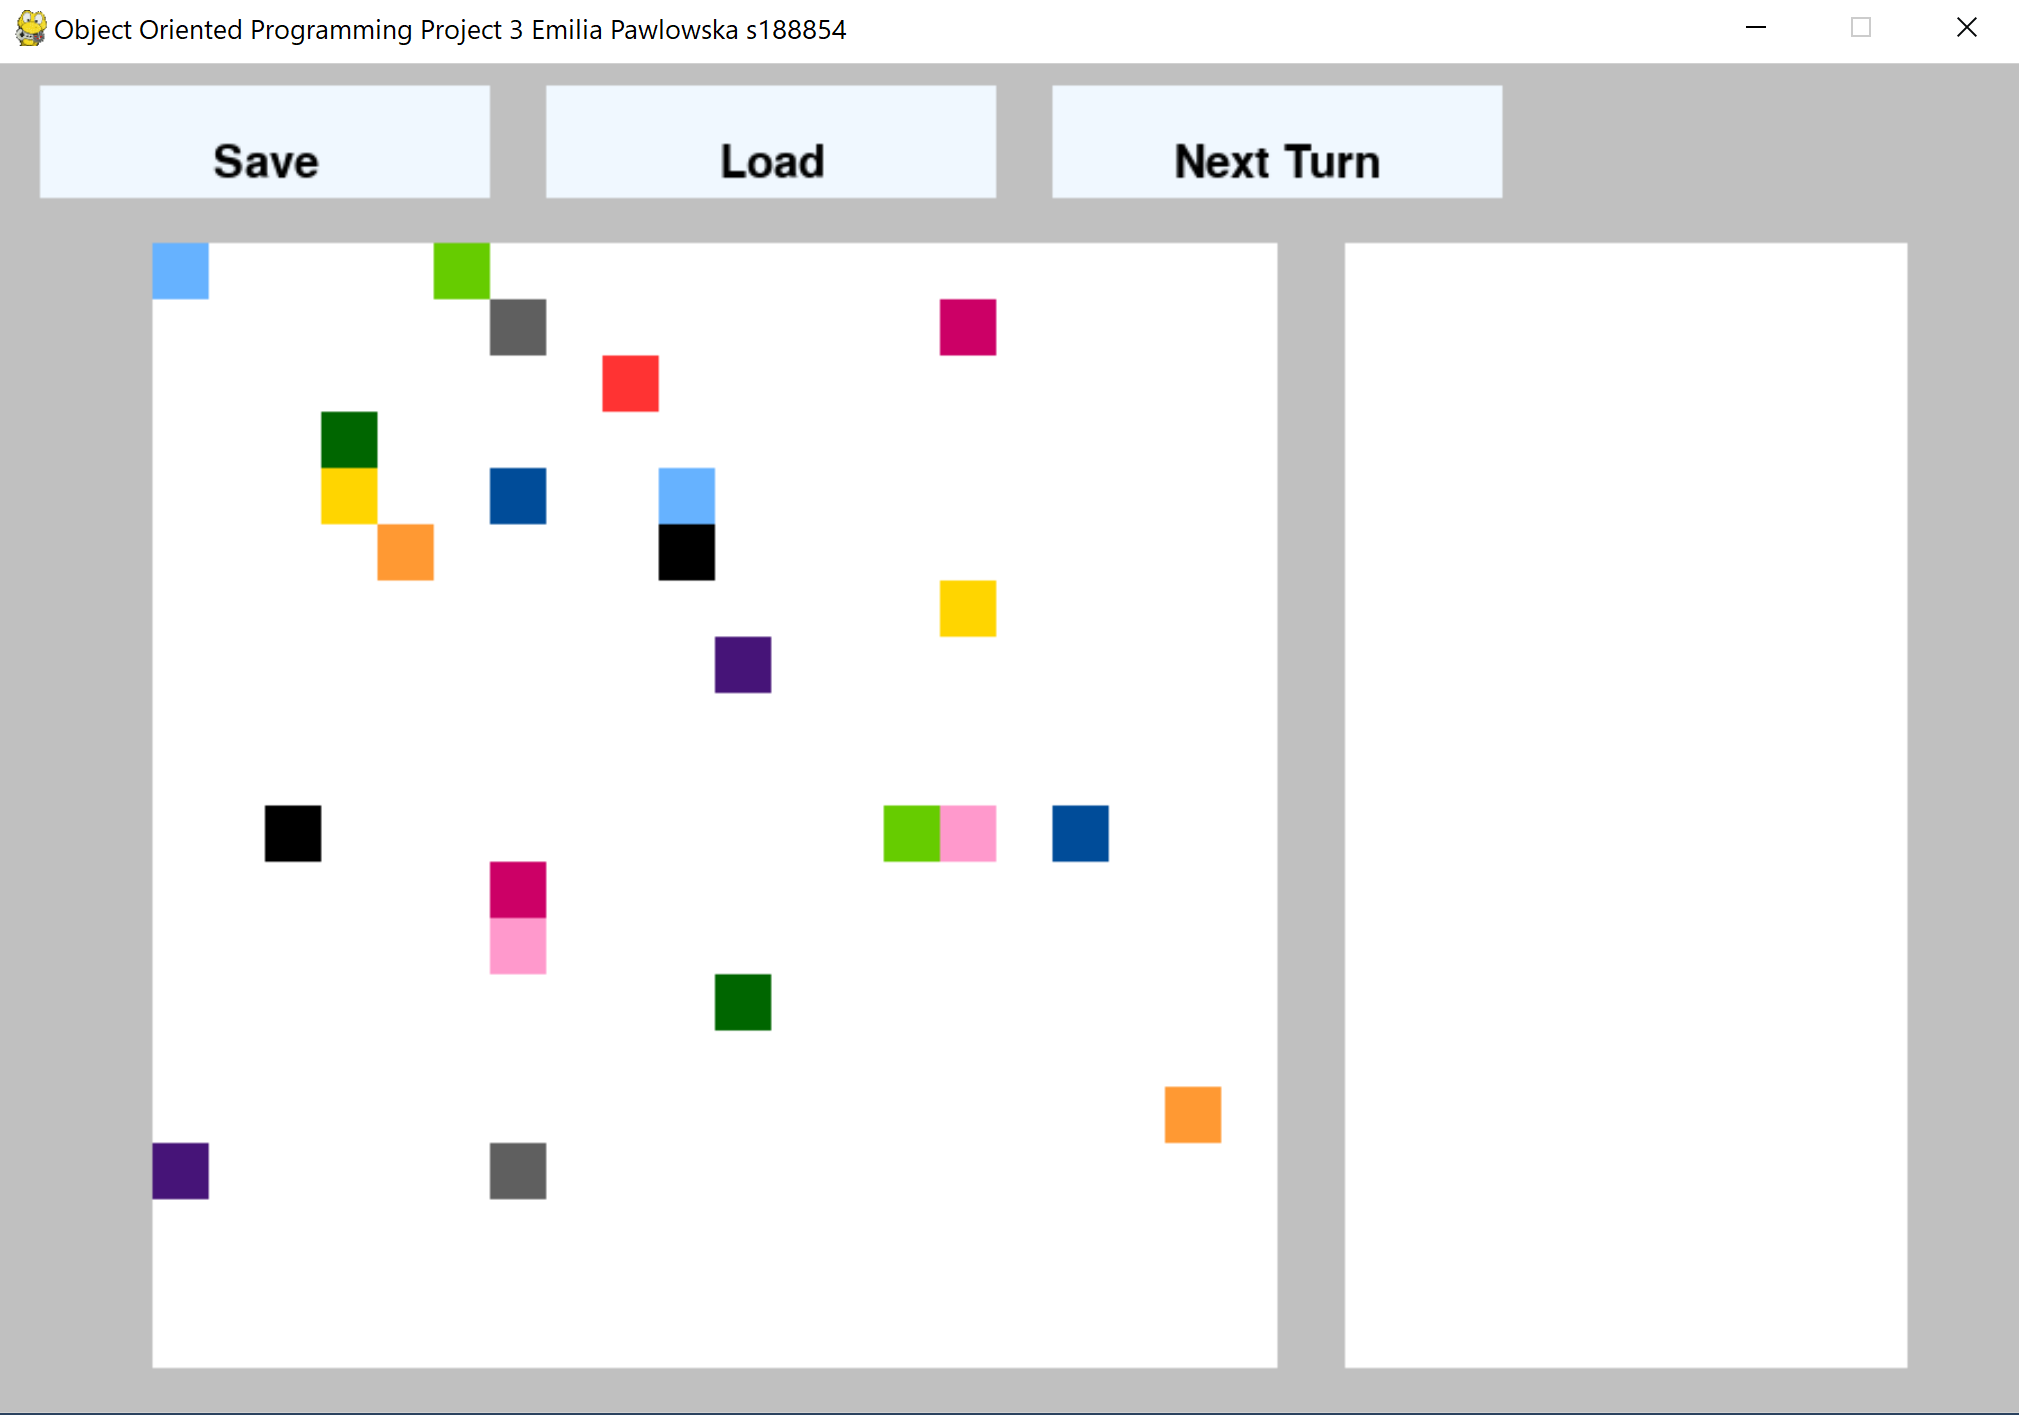 Object Oriented Programming Project 3 Emilia Pawlowska s188854
Save
Load
Next Turn